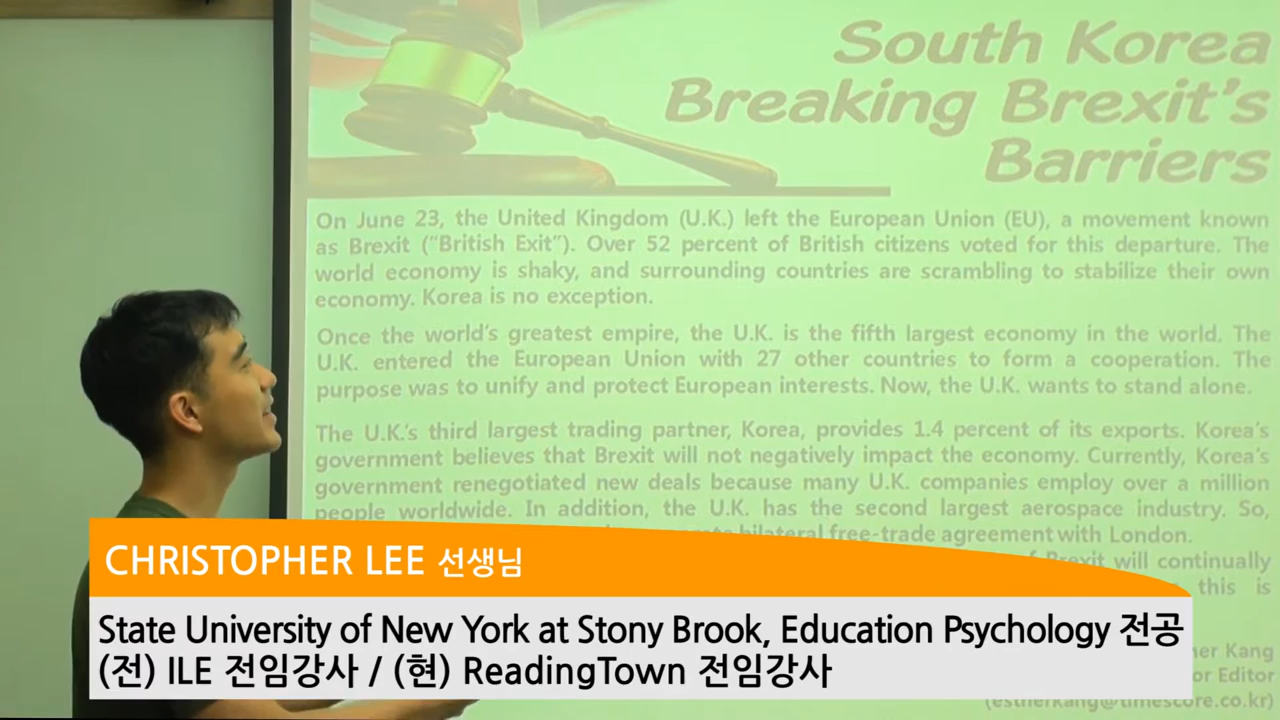 South Korea
Breaking Brexit's
Barriers
On June 23, the United Kingdom (U.K.) left the European Union (EU), a movement known
as Brexit ("British Exit"). Over 52 percent of British citizens voted for this departure. The
world economy is shaky, and surrounding countries are scrambling to stabilize their own
economy. Korea is no exception.
Once the world's greatest empire, the U.K. is the fifth largest economy in the world. The
U.K. entered the European Union with 27 other countries to form a cooperation. The
purpose was to unify and protect European interests. Now, the U.K. wants to stand alone.
The U.K.'s third largest trading partner, Korea, provides 1.4 percent of its exports. Korea's
government believes that Brexit will not negatively impact the economy. Currently, Korea's
government renegotiated new deals because many U.K. companies employ over a million
people worldwide. In addition, the U.K. has the second largest aerospace industry. So,
bilateral free-trade agreement with London.
of Brexit will continually
this is
Kang
Editor
(estherkang@timescore.co.kr)
CHRISTOPHER LEE 선생님
State University of New York at Stony Brook, Education Psychology 전공
(전) ILE 전임강사 / (현) ReadingTown 전임강사